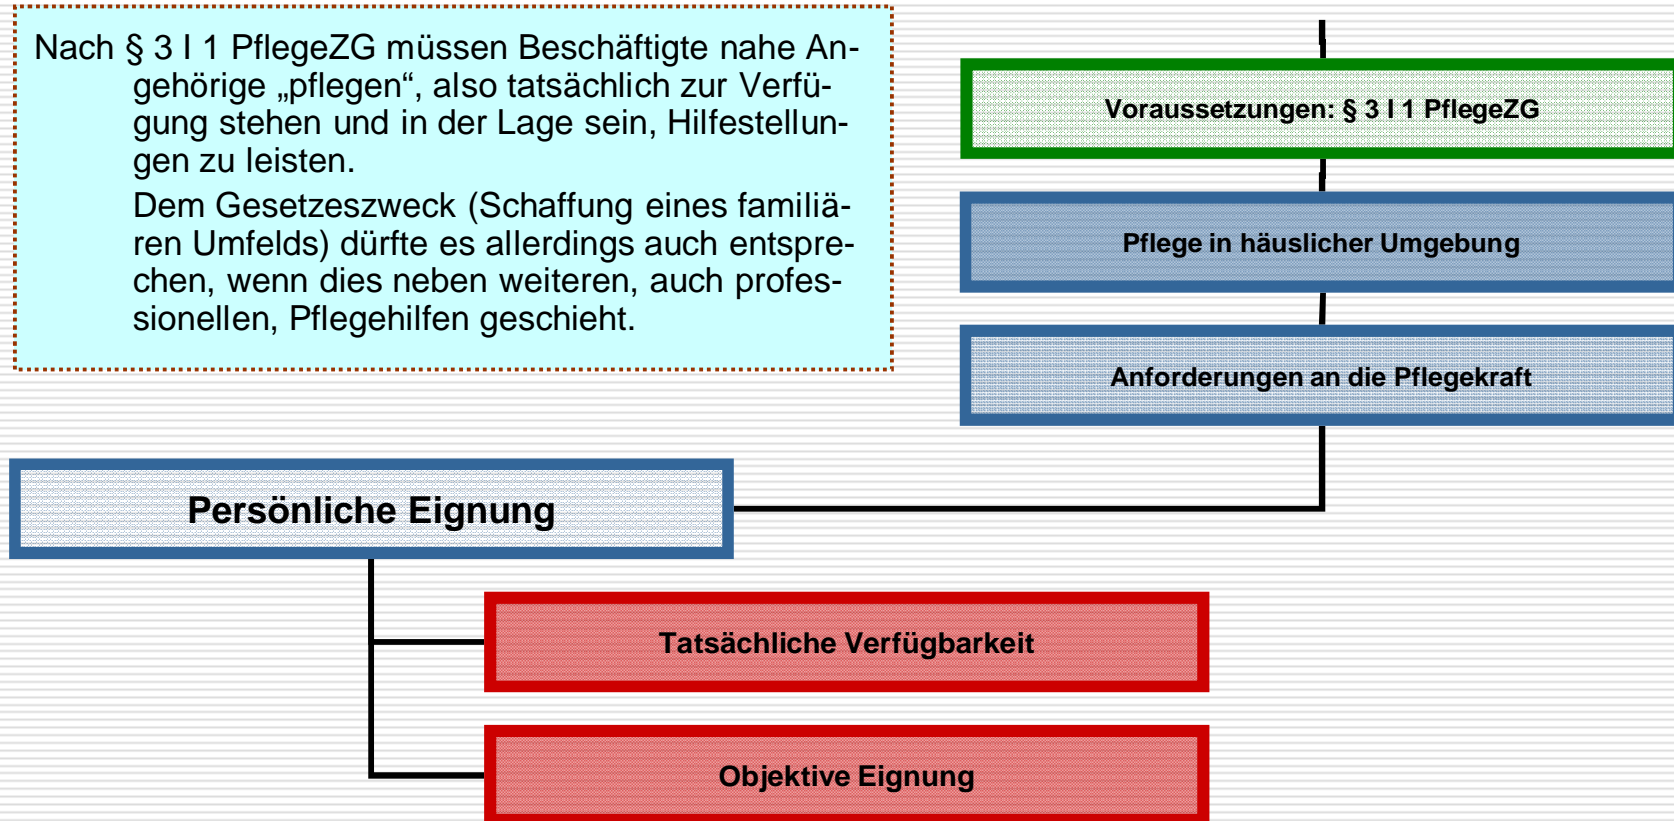 Nach § 3 I 1 PflegeZG müssen Beschäftigte nahe An-
gehörige „pflegen“, also tatsächlich zur Verfü-
gung stehen und in der Lage sein, Hilfestellun-
gen zu leisten.
Dem Gesetzeszweck (Schaffung eines familiä-
ren Umfelds) dürfte es allerdings auch entspre-
chen, wenn dies neben weiteren, auch profes-
sionellen, Pflegehilfen geschieht.
Voraussetzungen: § 3 I 1 PflegeZG
Pflege in häuslicher Umgebung
Anforderungen an die Pflegekraft
Persönliche Eignung
Tatsächliche Verfügbarkeit
Objektive Eignung